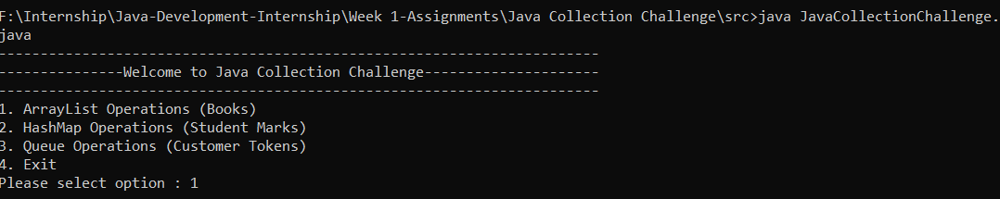 F:\Internship\Java-Development-Internship\Week 1-Assignments\Java Collection Challenge\src>java JavaCollectionChallenge.
java
------------------------------------------------------------------------
---------------Welcome to Java Collection Challenge---------------------
------------------------------------------------------------------------
1. ArrayList Operations (Books)
2. HashMap Operations (Student Marks)
3. Queue Operations (Customer Tokens)
4. Exit
Please select option : 1